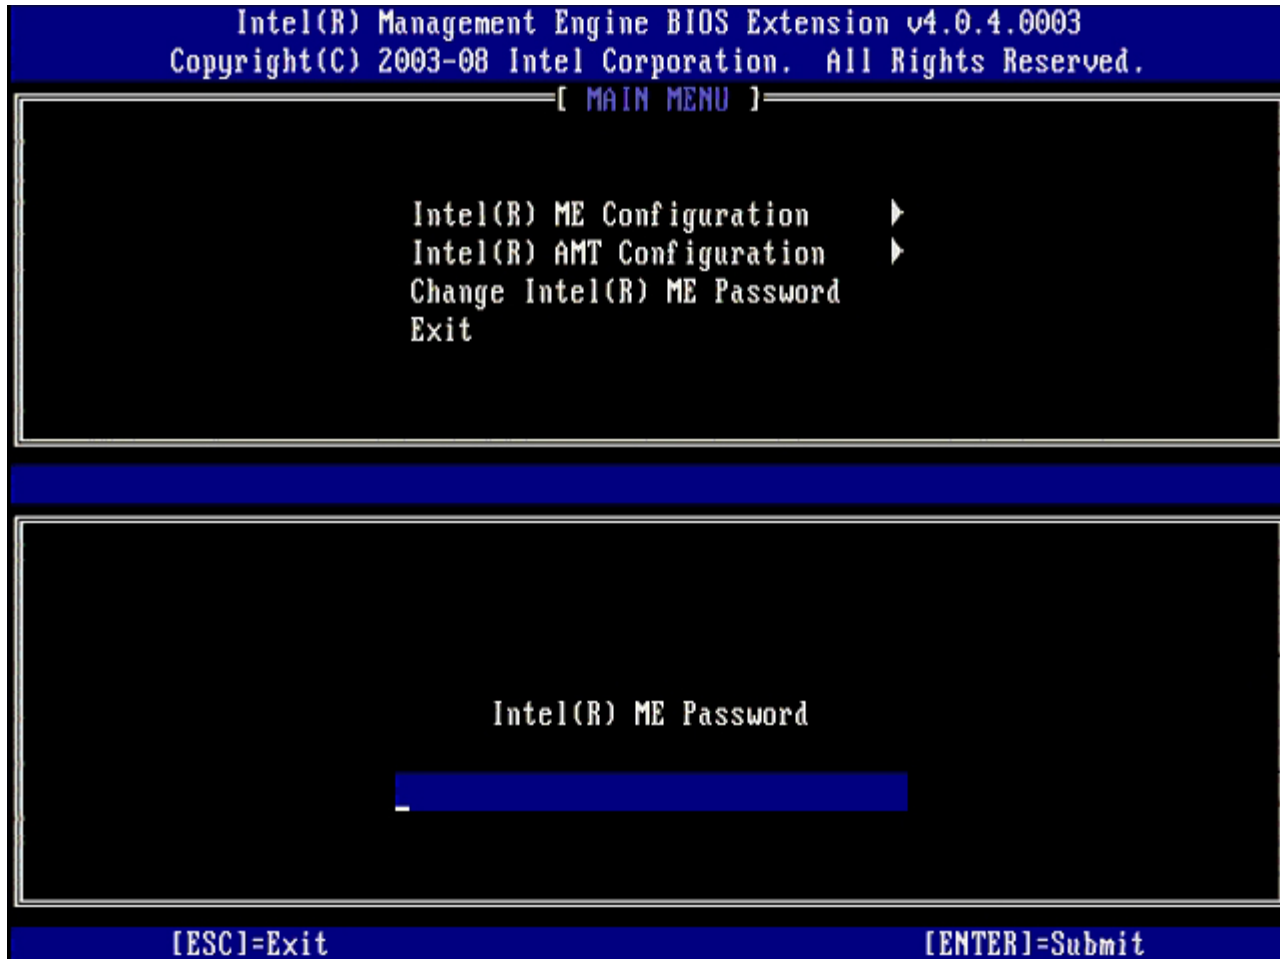 Intel(R) Management Engine BIOS Extension v4.0.4.0003
Copyright(C) 2003-08 Intel Corporation. All Rights Reserved.
[ MAIN MENU ]
Intel(R) ME Configuration
Intel(R) AMT Configuration
Change Intel(R) ME Password
Exit
Intel(R) ME Password
[ESC]=Exit [ENTER]=Submit